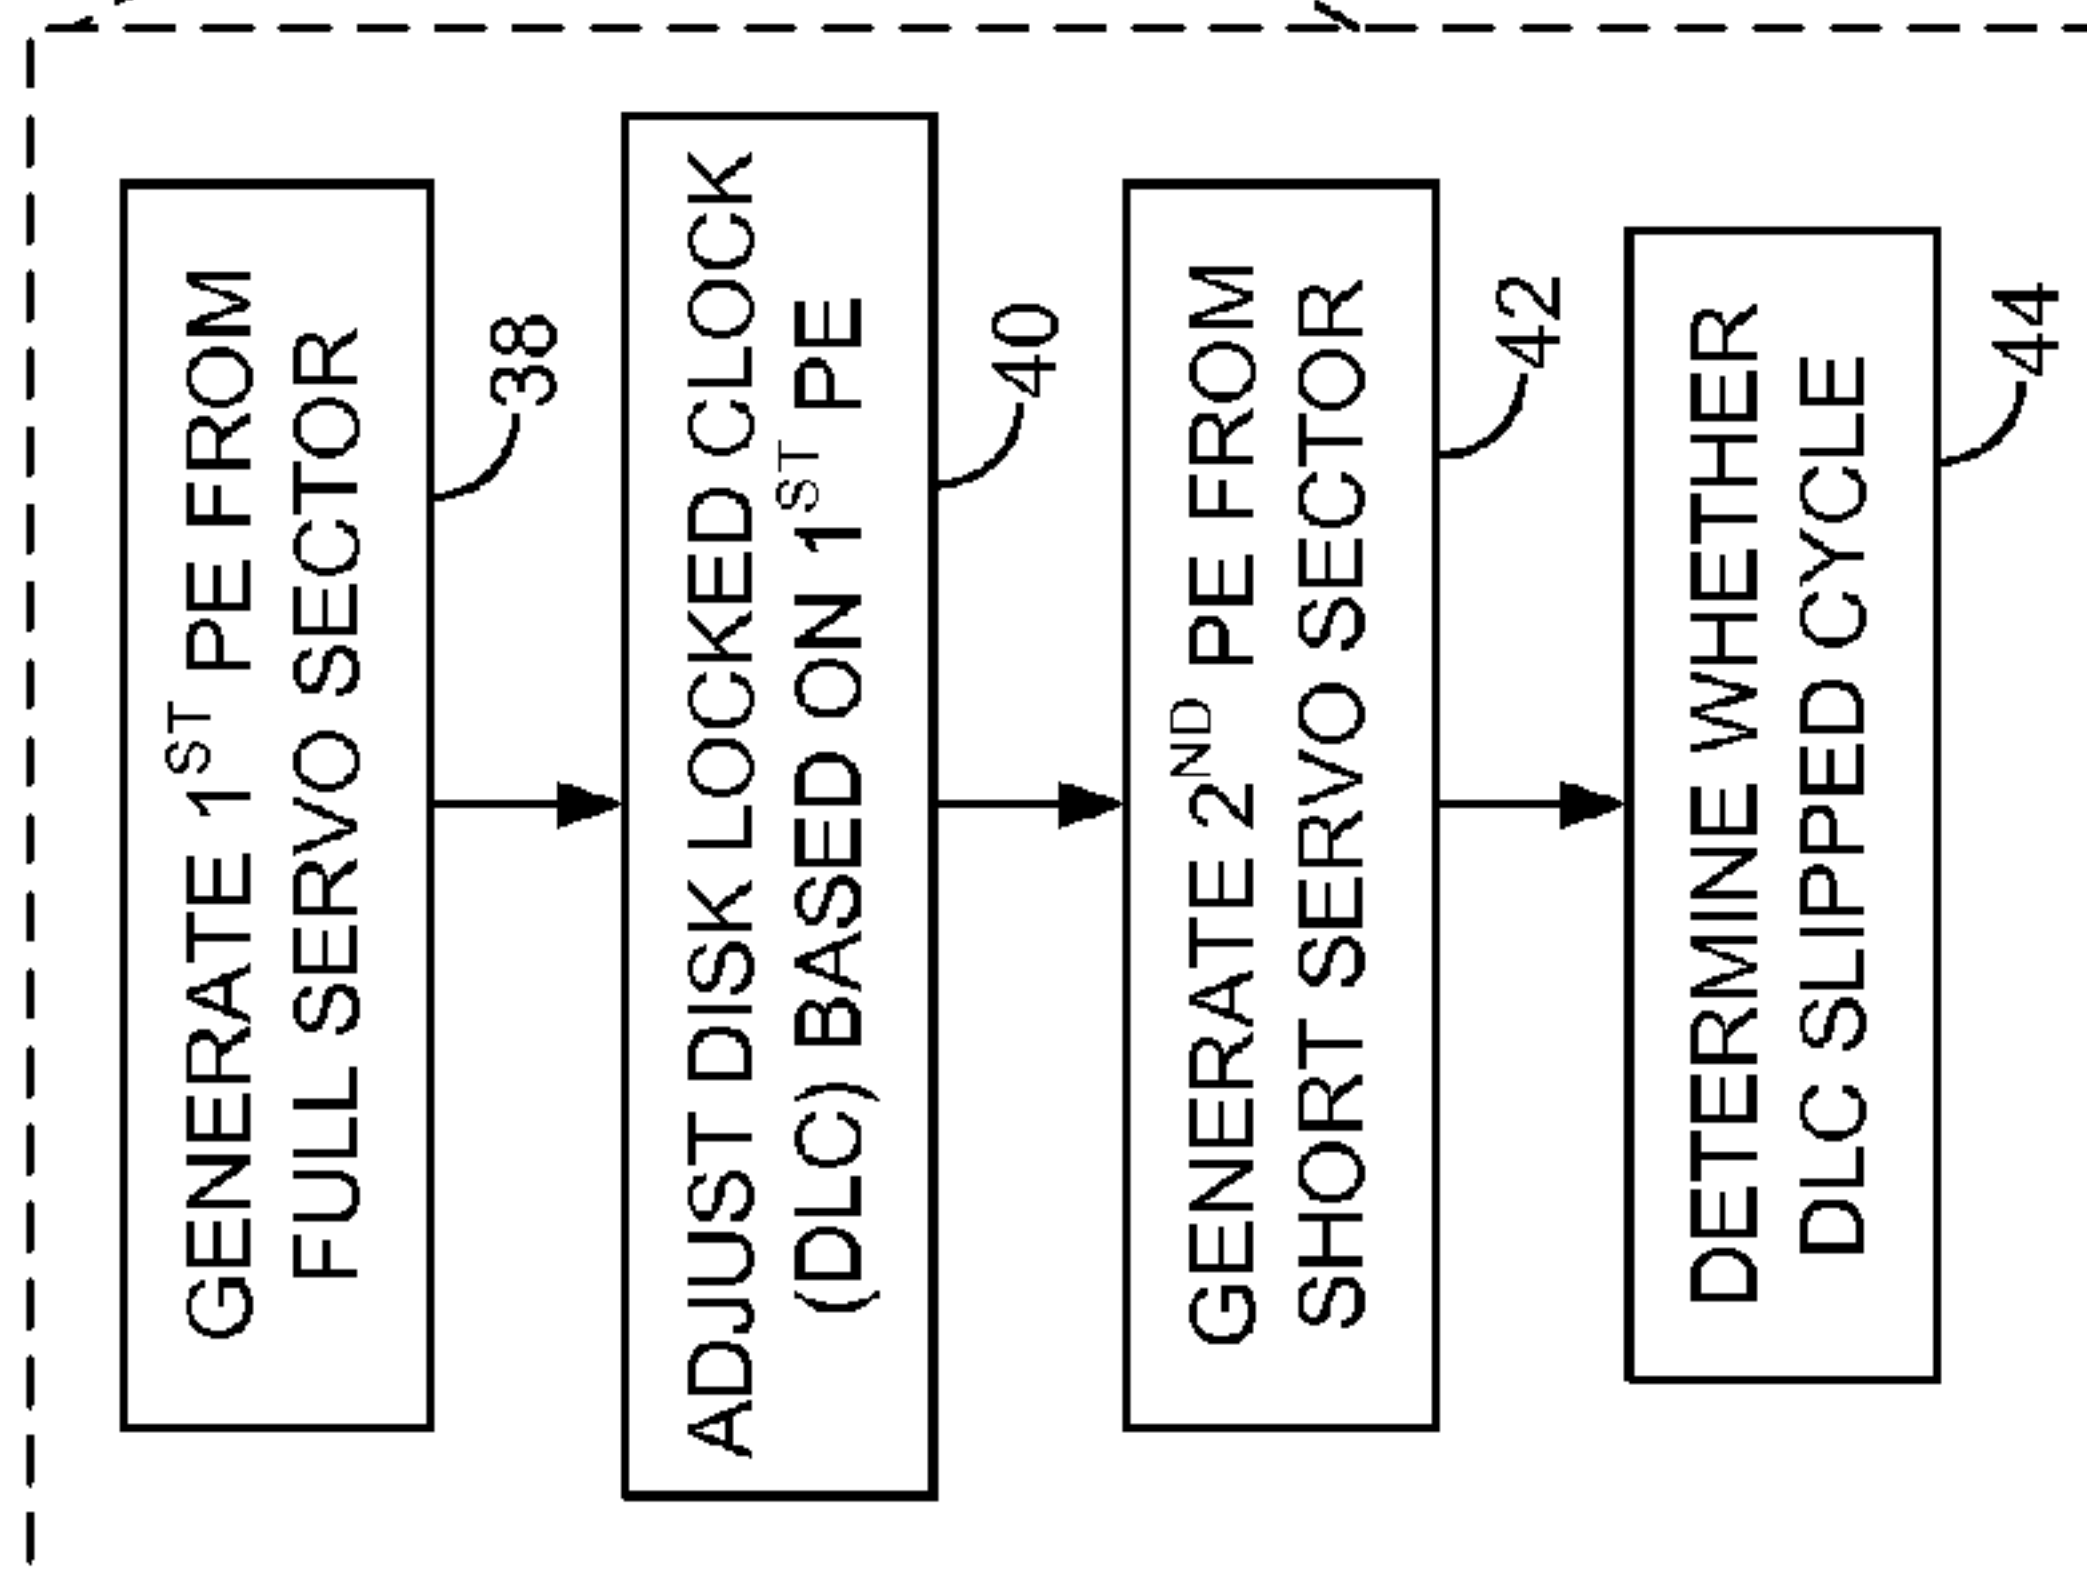 GENERATE 1ST PE FROM
FULL SERVO SECTOR
38
ADJUST DISK LOCKED CLOCK
(DLC) BASED ON 1ST PE
40
GENERATE 2ND PE FROM
SHORT SERVO SECTOR
42
DETERMINE WHETHER
DLC SLIPPED CYCLE
44